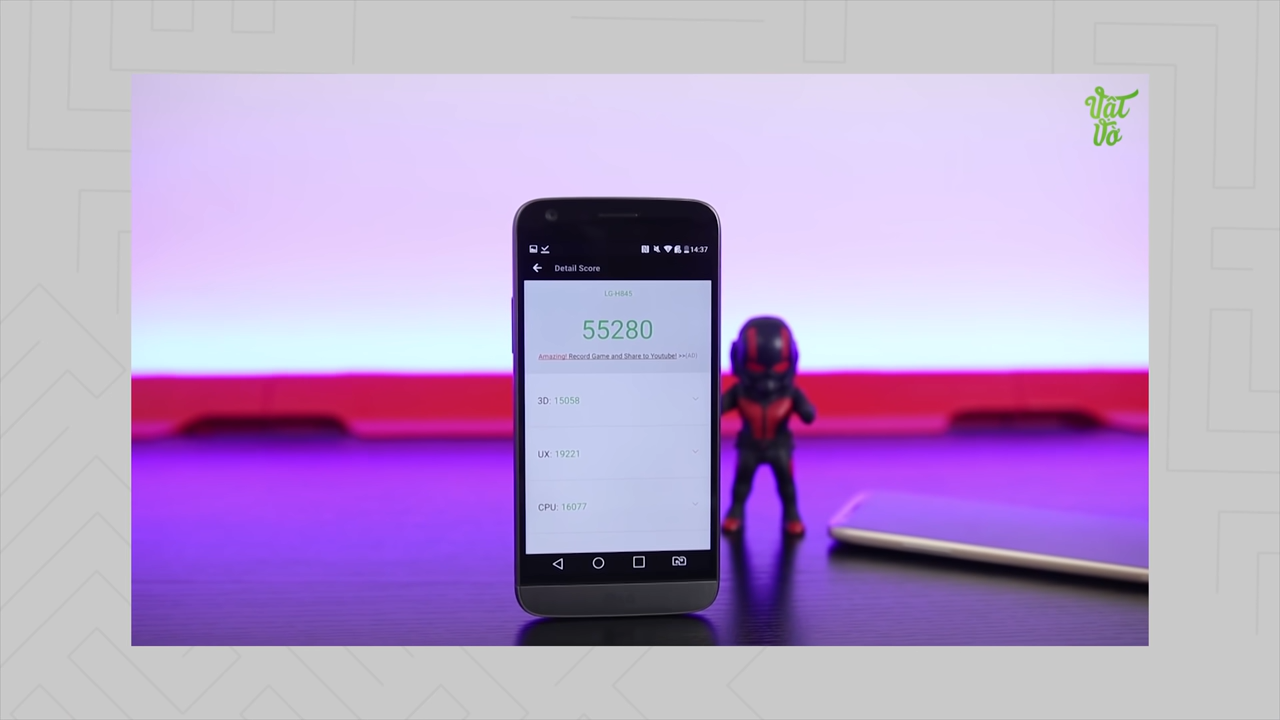 Vật
Vờ
14:37
Detail Score
LG-H845
55280
Amazing! Record Game and Share to Youtube! >>(AD)
3D: 15058
UX: 19221
CPU: 16077